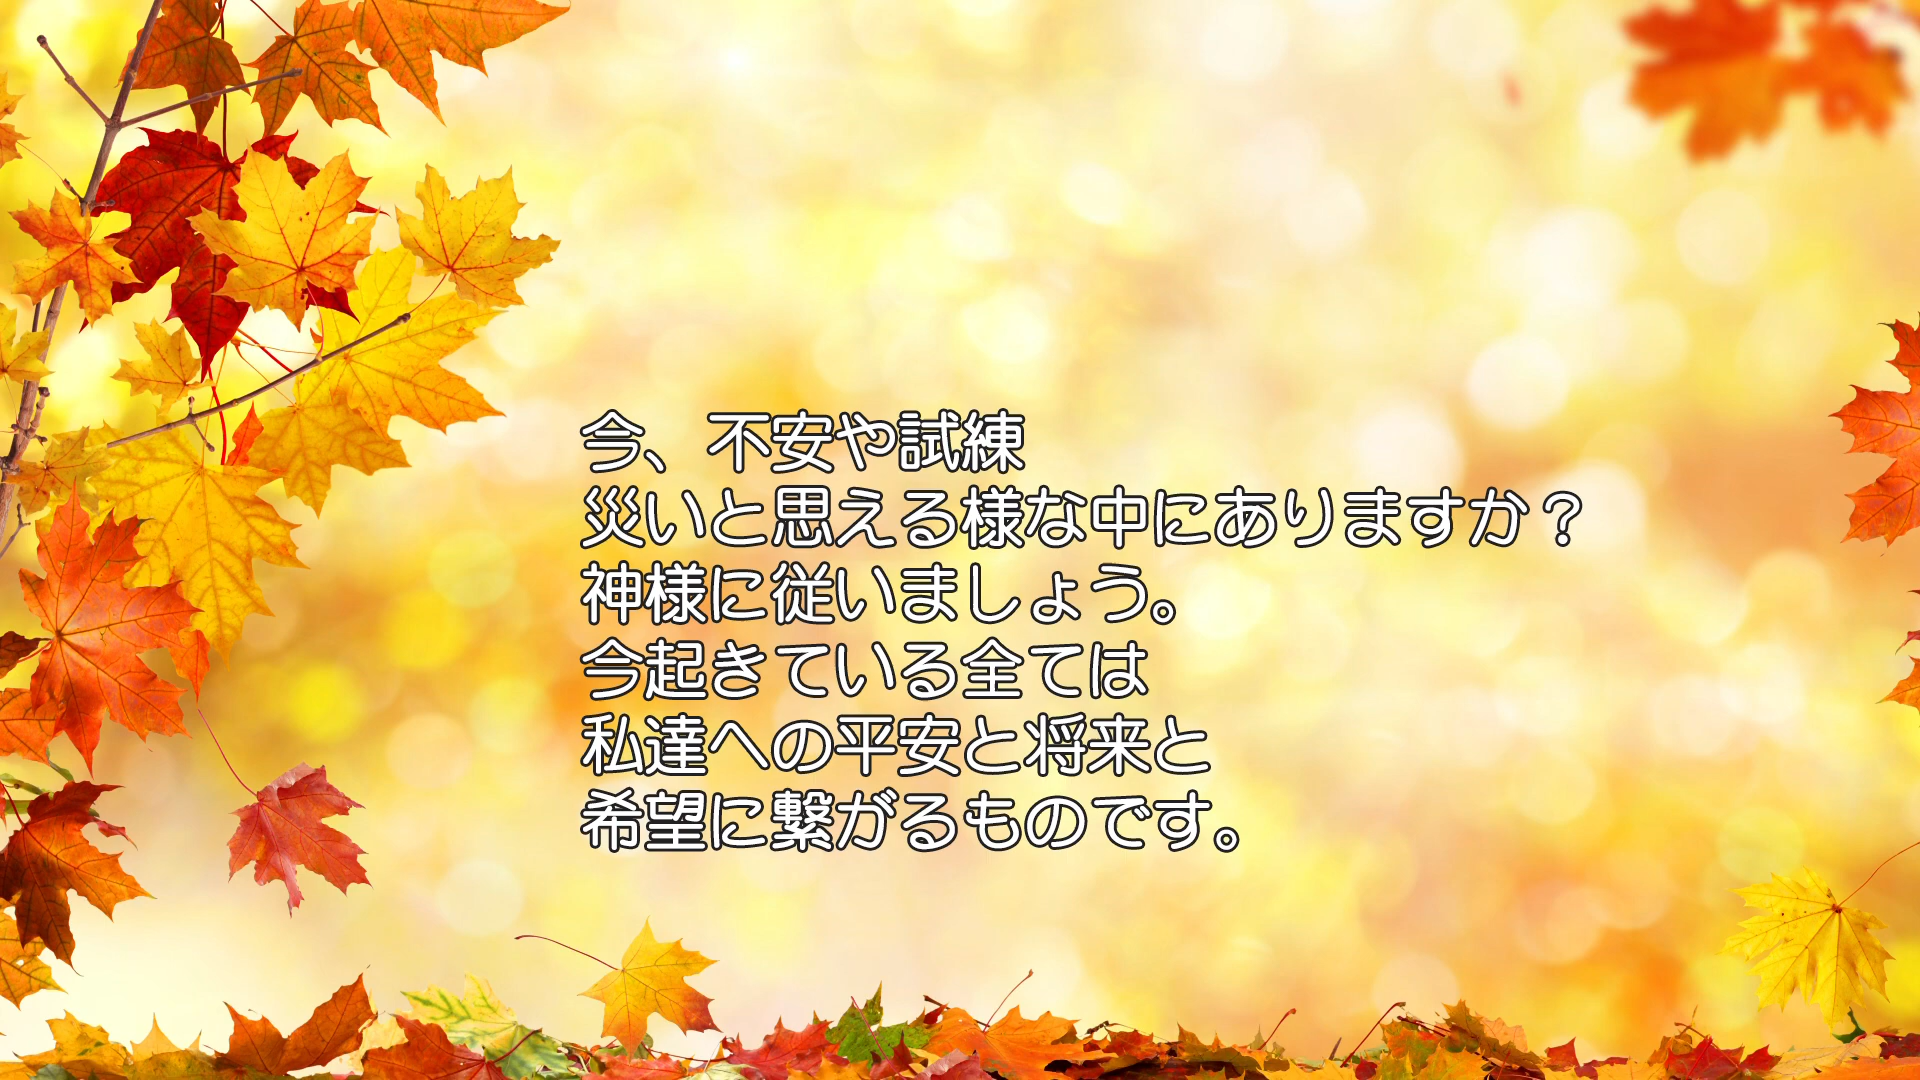 今、不安や試練
災いと思える様な中にありますか？
神様に従いましょう。
今起きている全ては
私達への平安と将来と
希望に繋がるものです。